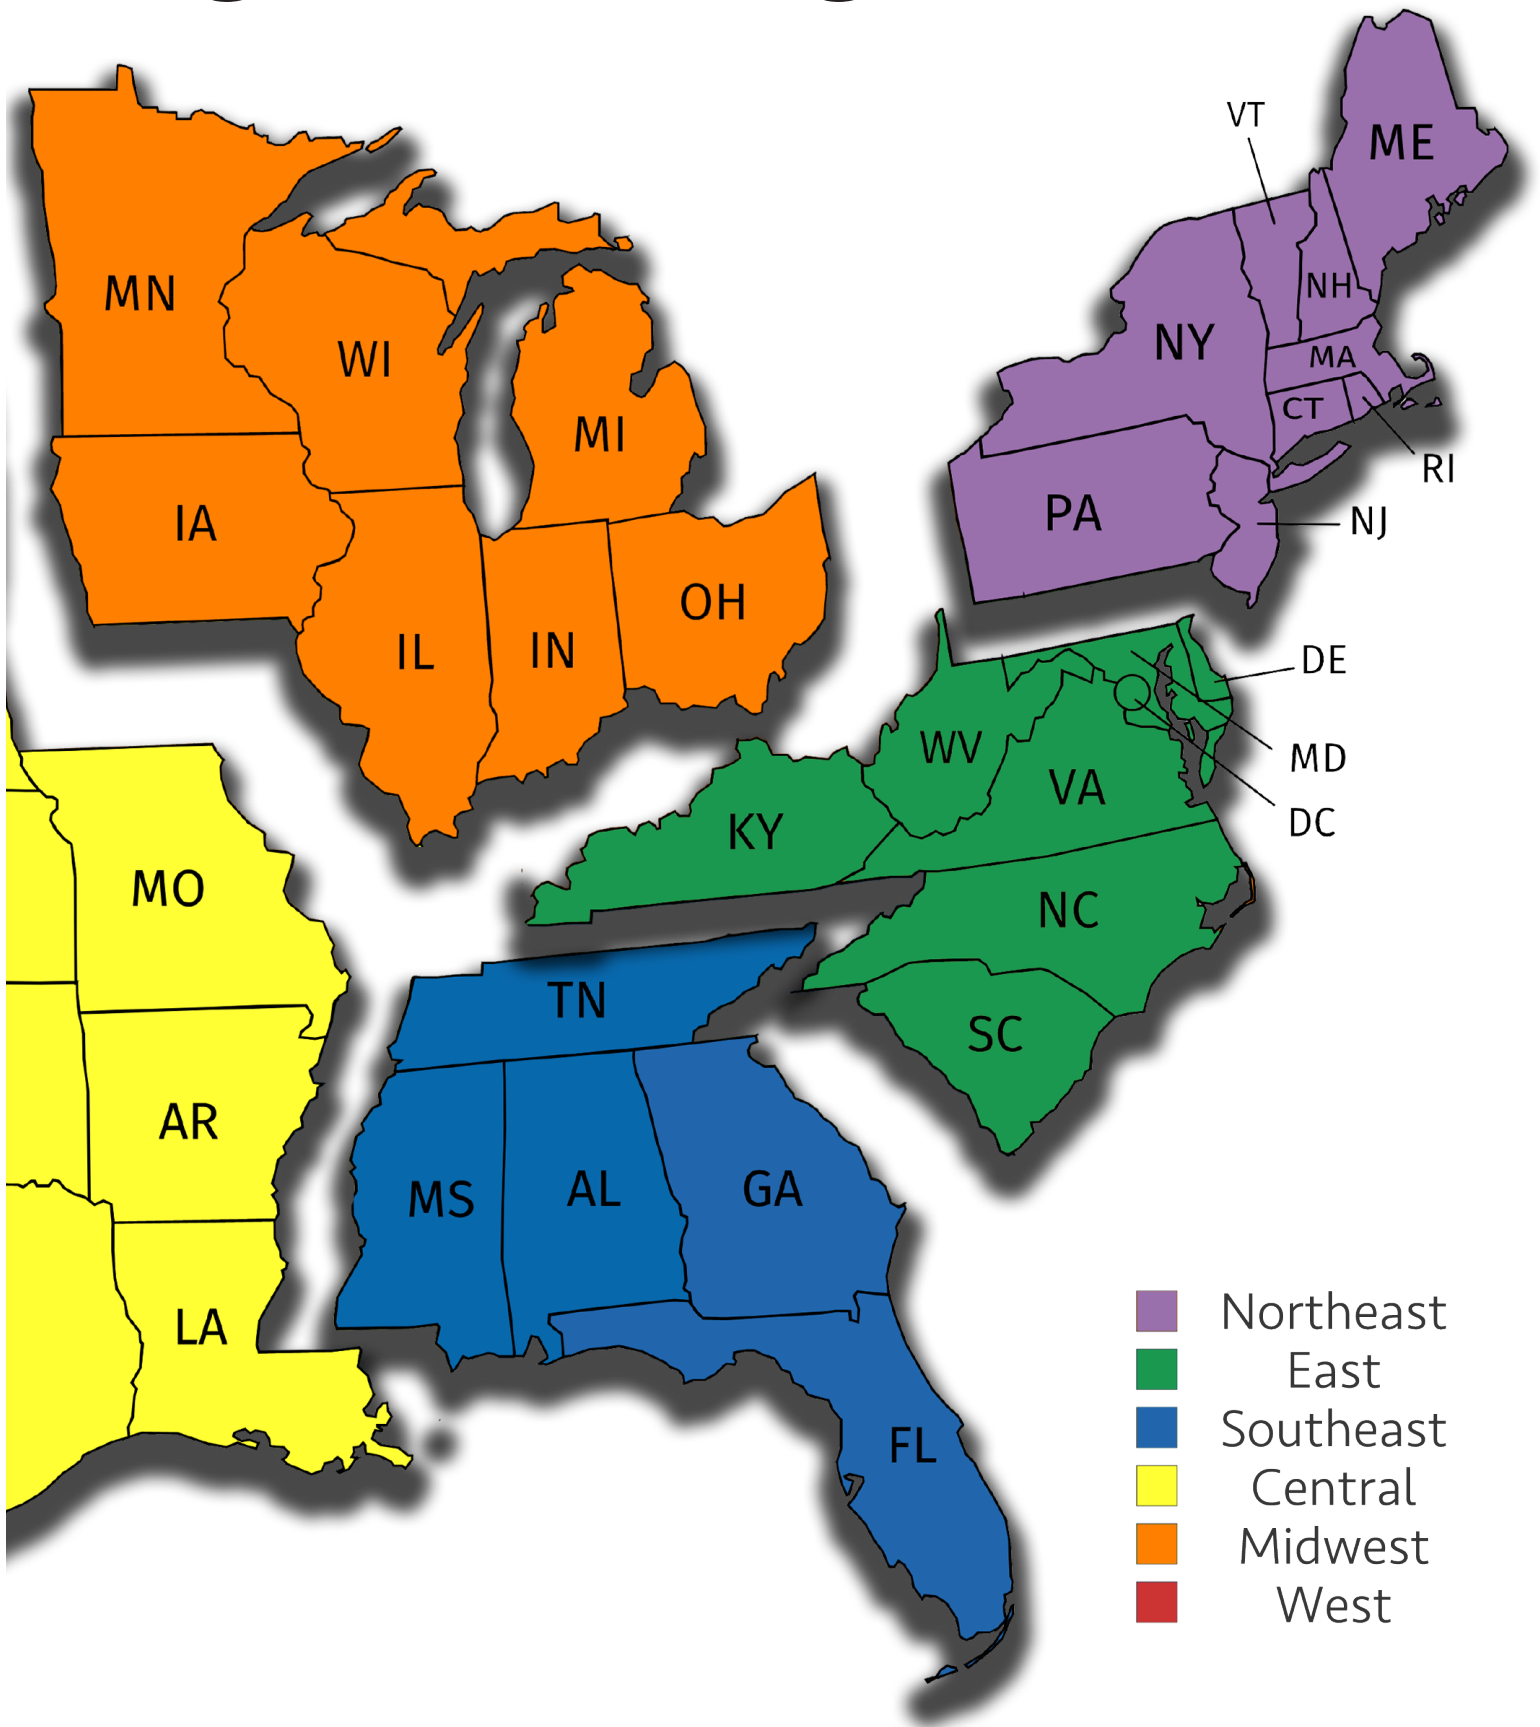 VT
ME
MN
NH
WI
NY
MA
CT
MI
RI
IA
PA
NJ
OH
IL
IN
DE
WV
MD
VA
DC
KY
MO
NC
TN
SC
AR
MS
AL
GA
LA
FL
Northeast
East
Southeast
Central
Midwest
West